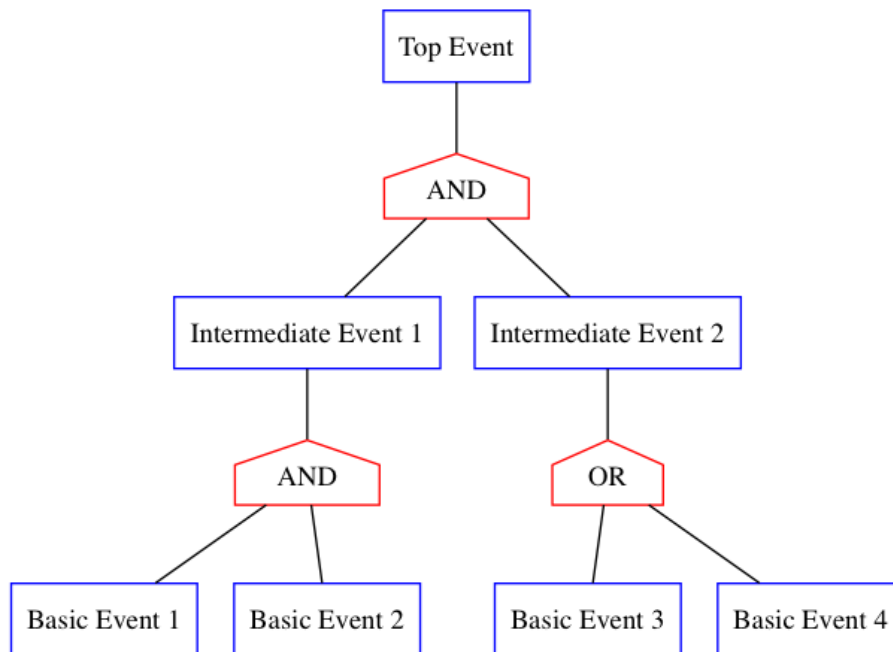 Top Event
AND
Intermediate Event 1
Intermediate Event 2
AND
OR
Basic Event 1
Basic Event 2
Basic Event 3
Basic Event 4